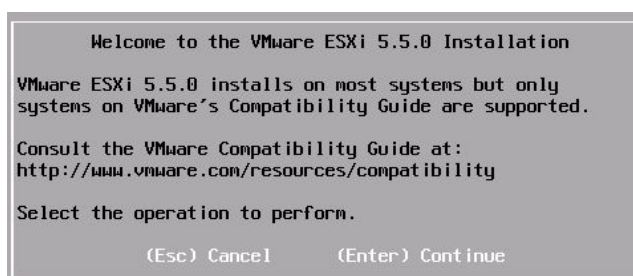 Welcome to the VMware ESXi 5.5.0 Installation
VMware ESXi 5.5.0 installs on most systems but only
systems on VMware's Compatibility Guide are supported.
Consult the VMware Compatibility Guide at:
http://www.vmware.com/resources/compatibility
Select the operation to perform.
(Esc) Cancel (Enter) Continue